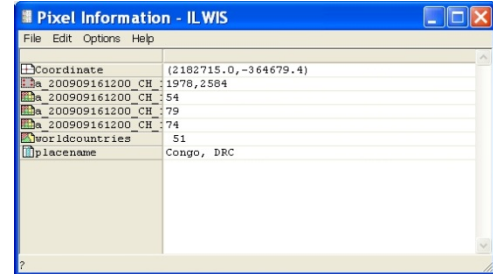 Pixel Information - ILWIS
File Edit Options Help
Coordinate (2182715.0,-364679.4)
a_200909161200_CH_ 1978,2584
a_200909161200_CH_ 54
a_200909161200_CH_ 79
a_200909161200_CH_ 74
worldcountries 51
placename Congo, DRC
?